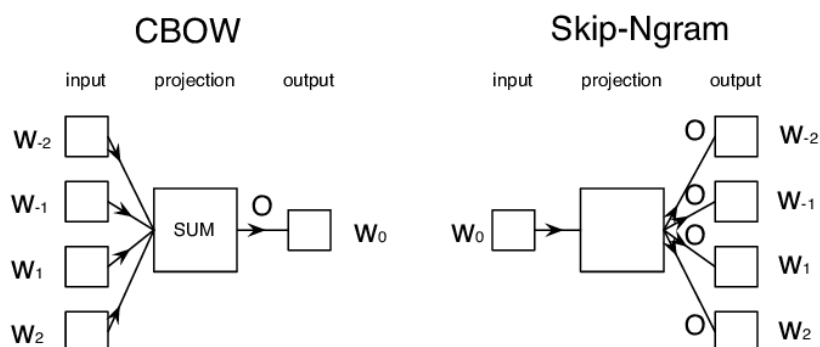 CBOW
input projection output
W-2
W-1
W1
W2
SUM
O
W0
Skip-Ngram
input projection output
W0
O
O
O
O
W-2
W-1
W1
W2